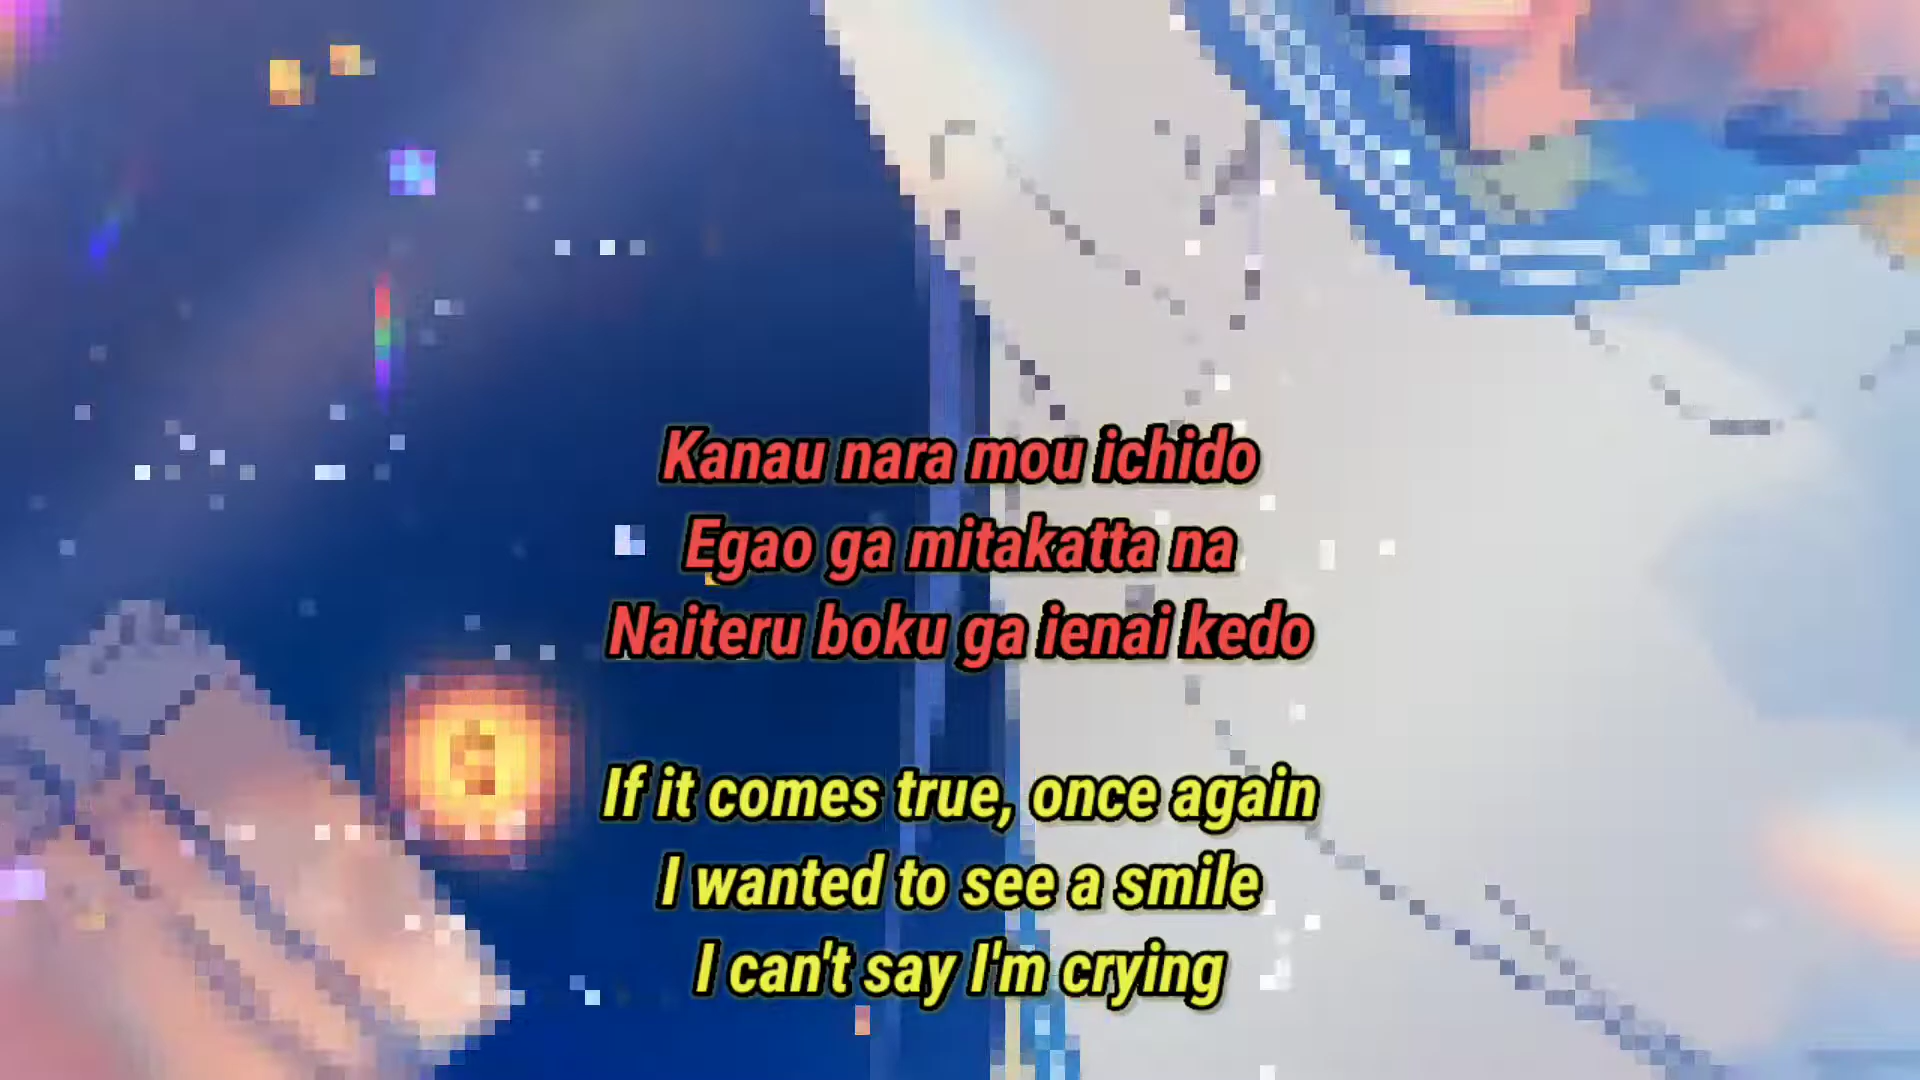 Kanau nara mou ichido
Egao ga mitakatta na
Naiteru boku ga ienai kedo
If it comes true, once again
I wanted to see a smile
I can't say I'm crying